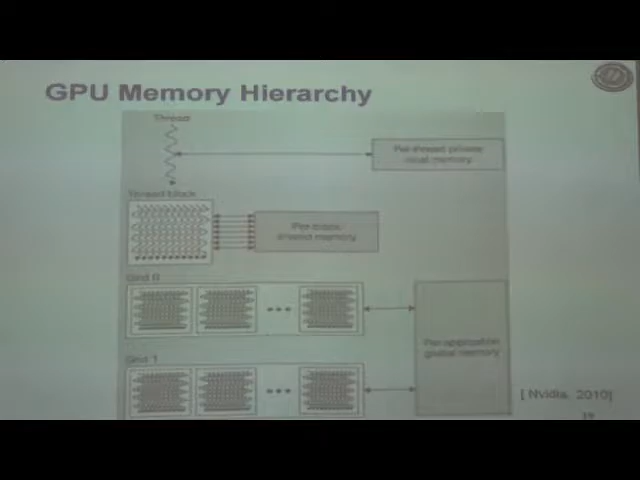 GPU Memory Hierarchy
Thread
Per-thread private
local memory
Thread block
Per-block
shared memory
Grid 0
Per-application
global memory
Grid 1
[ Nvidia, 2010]
19